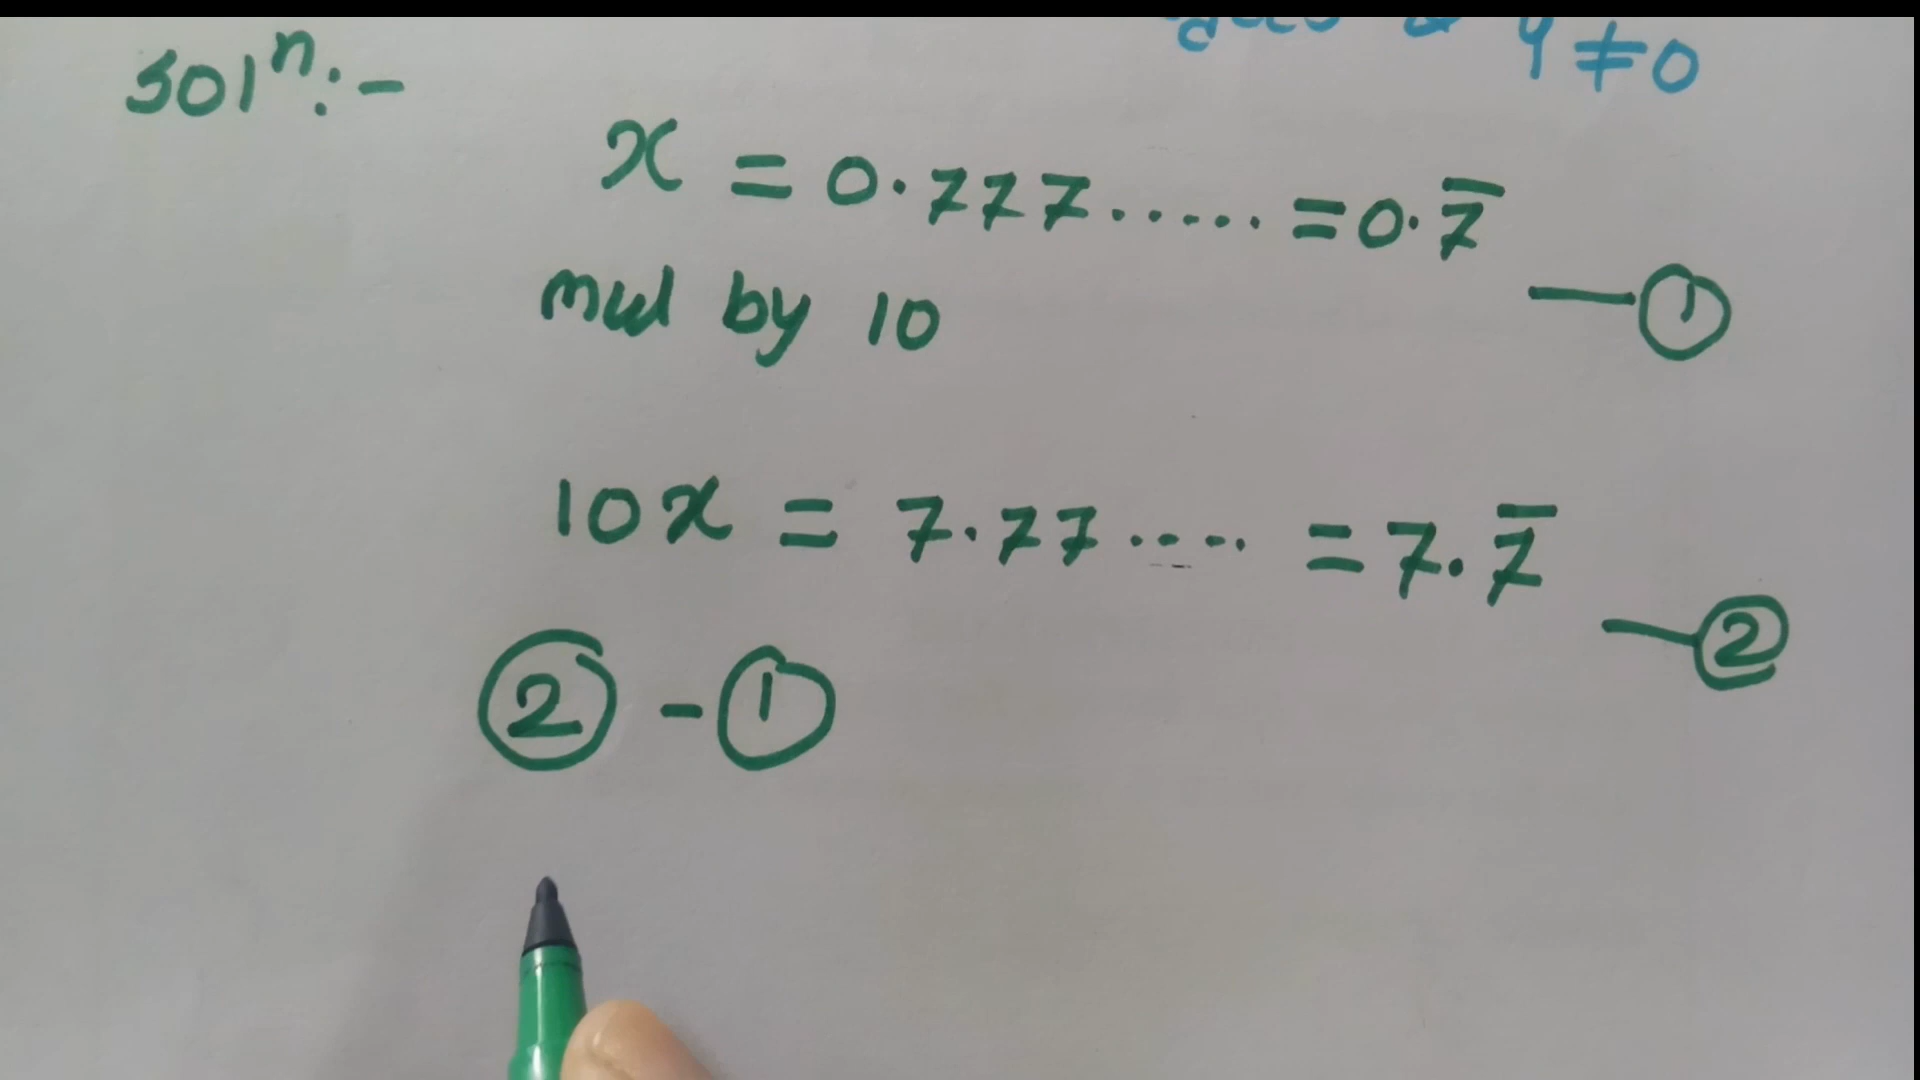 q ≠ 0
Solⁿ:-
x = 0.777..... = 0.7̅ —①
mul by 10
10x = 7.77.... = 7.7̅ —②
② - ①